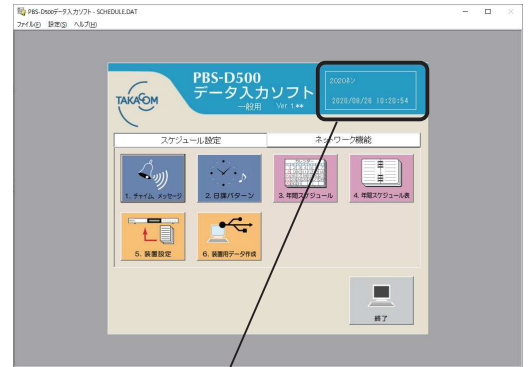 PBS-D500データ入力ソフト - SCHEDULE.DAT
ファイル(F) 設定(S) ヘルプ(H)
TAKACOM
PBS-D500
データ入力ソフト
一般用 Ver. 1.**
2020ネン
2020/08/26 10:20:54
スケジュール設定 ネットワーク機能
1. チャイム、メッセージ 2. 日課パターン 3. 年間スケジュール 4. 年間スケジュール表
5. 装置設定 6. 装置用データ作成
終了